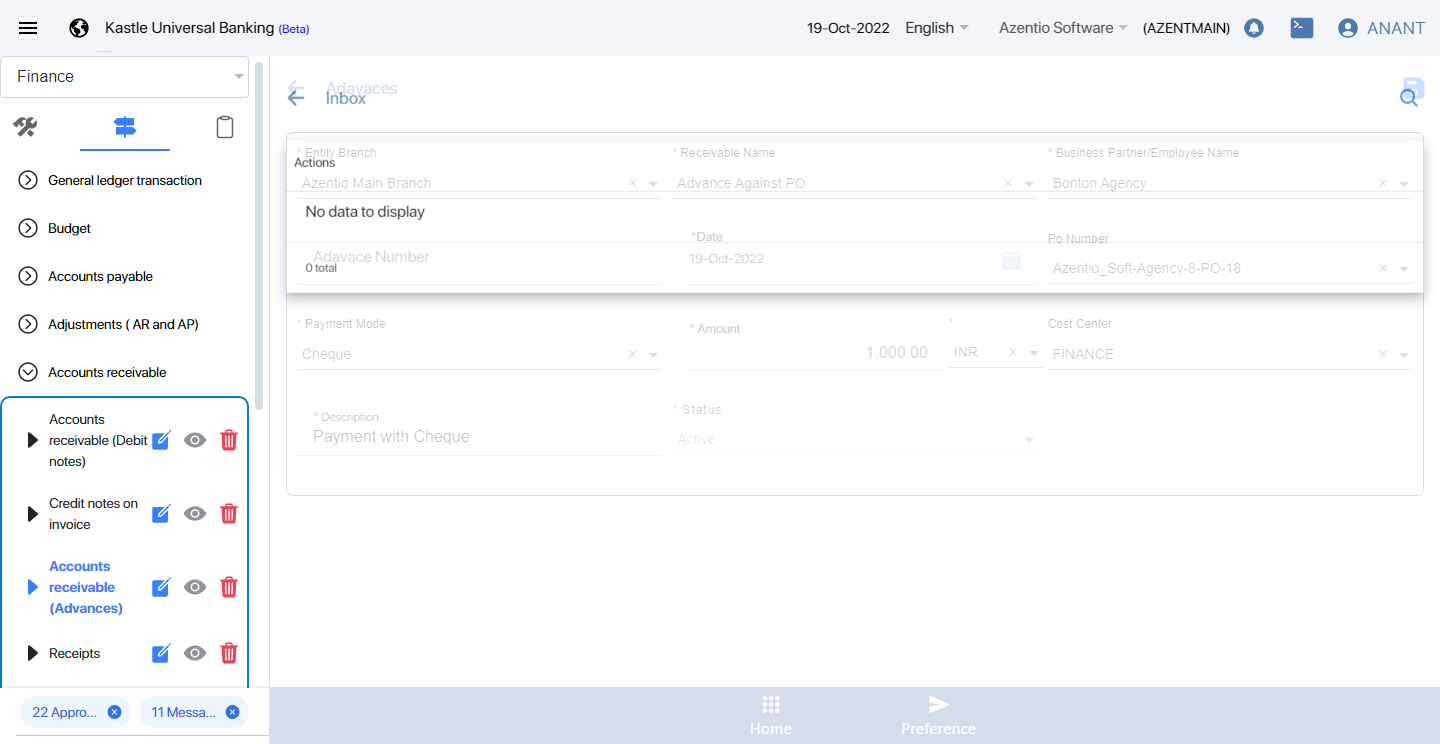 Kastle Universal Banking (Beta)
19-Oct-2022
English
Azentio Software
(AZENTMAIN)
ANANT
Finance
General ledger transaction
Budget
Accounts payable
Adjustments ( AR and AP)
Accounts receivable
Accounts
receivable (Debit
notes)
Credit notes on
invoice
Accounts
receivable
(Advances)
Receipts
22 Appro...
11 Messa...
Adavaces
Inbox
* Entity Branch
* Receivable Name
* Business Partner/Employee Name
Actions
Azentio Main Branch
Advance Against PO
Bonton Agency
No data to display
*Date
Po Number
Adavace Number
19-Oct-2022
0 total
Azentio_Soft-Agency-8-PO-18
* Payment Mode
* Amount
*
Cost Center
Cheque
1,000.00
INR
FINANCE
* Description
* Status
Payment with Cheque
Active
Home
Preference